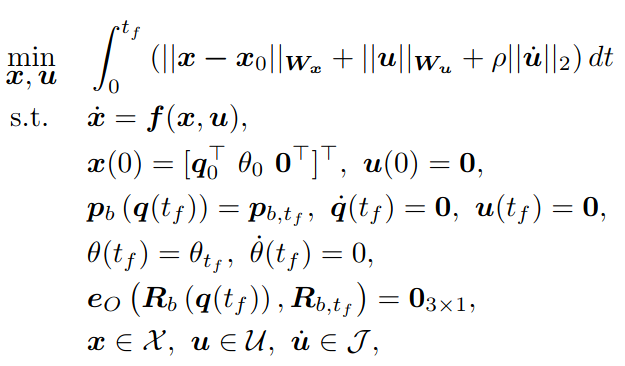 min_{x, u} ∫_0^{t_f} (||x − x_0||_{W_x} + ||u||_{W_u} + ρ||u̇||_2) dt
s.t. ẋ = f(x, u),
x(0) = [q_0^⊤ θ_0 0^⊤]^⊤, u(0) = 0,
p_b (q(t_f)) = p_{b,t_f}, q̇(t_f) = 0, u(t_f) = 0,
θ(t_f) = θ_{t_f}, θ̇(t_f) = 0,
e_O (R_b (q(t_f)), R_{b,t_f}) = 0_{3×1},
x ∈ 𝒳, u ∈ 𝒰, u̇ ∈ 𝒥,